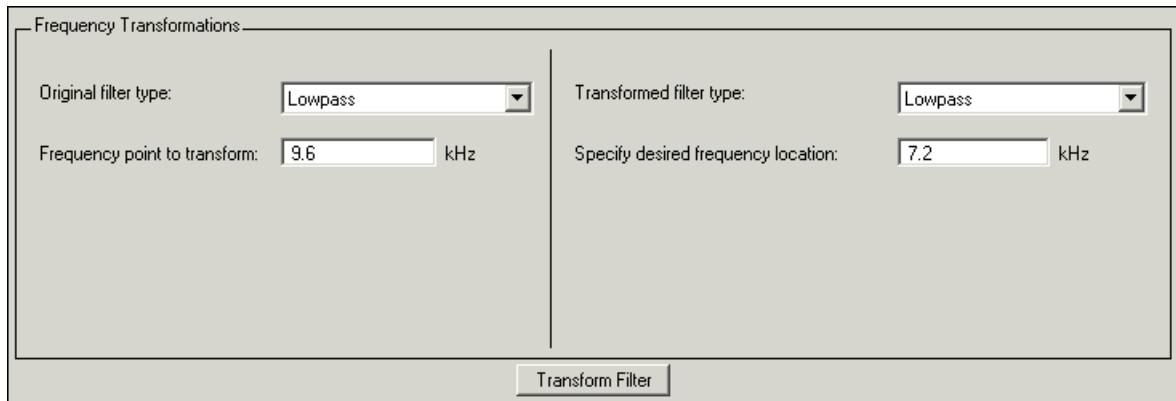 Frequency Transformations
Original filter type: Lowpass
Frequency point to transform: 9.6 kHz
Transformed filter type: Lowpass
Specify desired frequency location: 7.2 kHz
Transform Filter